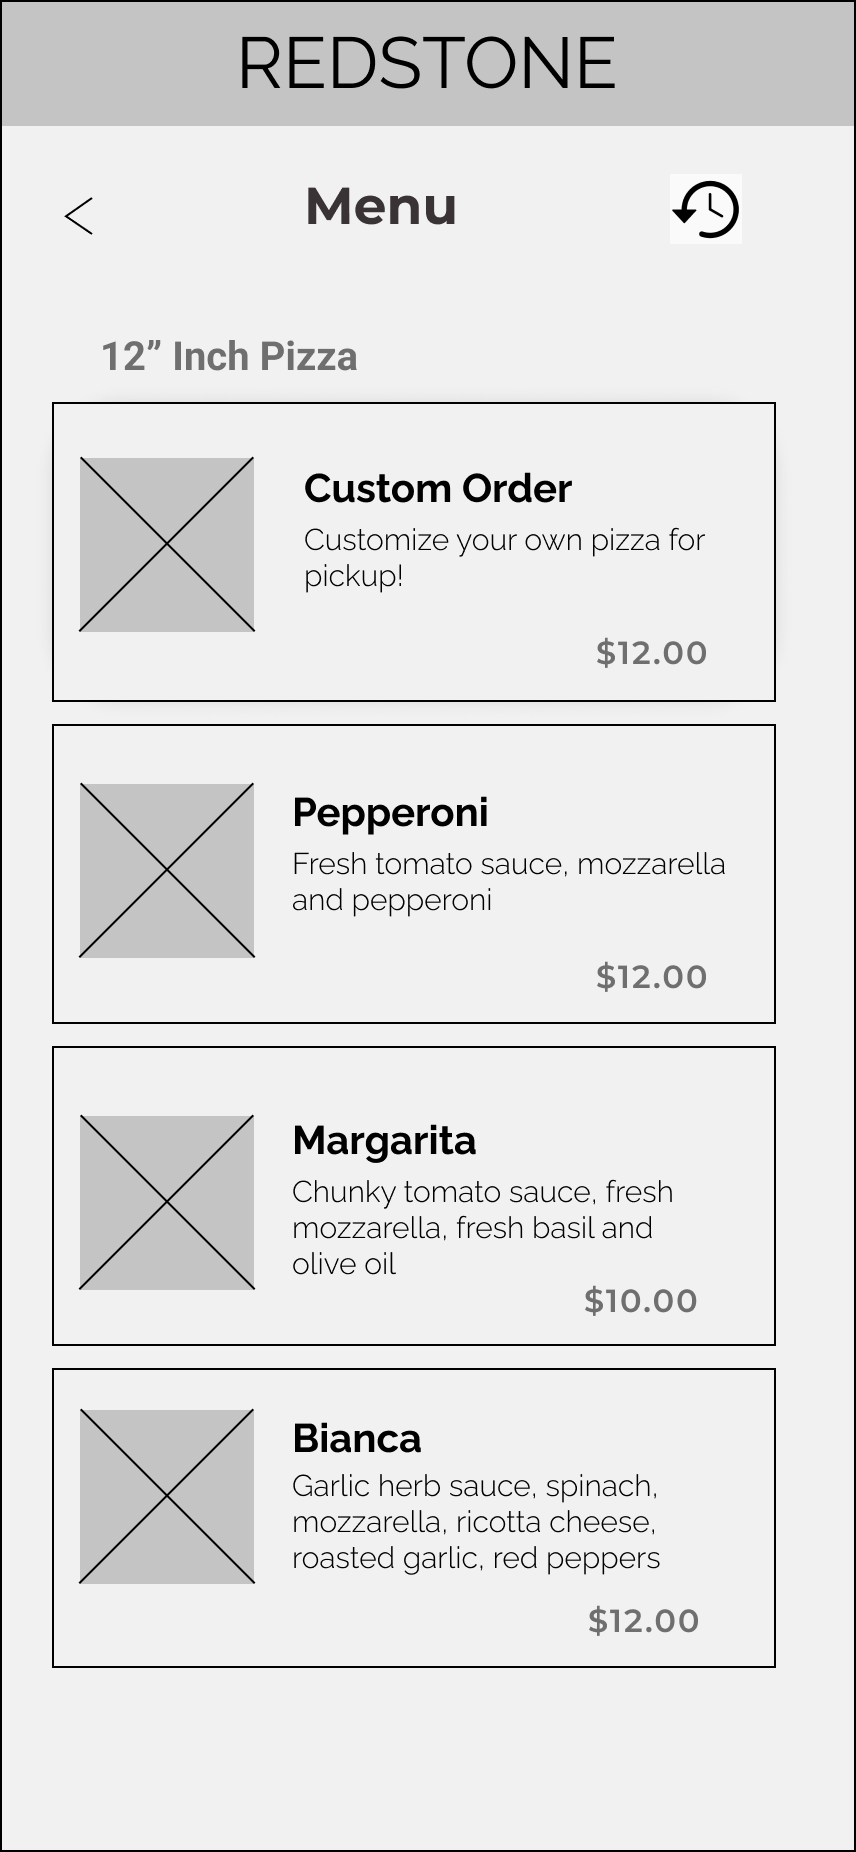 REDSTONE
Menu
12” Inch Pizza
Custom Order
Customize your own pizza for
pickup!
$12.00
Pepperoni
Fresh tomato sauce, mozzarella
and pepperoni
$12.00
Margarita
Chunky tomato sauce, fresh
mozzarella, fresh basil and
olive oil
$10.00
Bianca
Garlic herb sauce, spinach,
mozzarella, ricotta cheese,
roasted garlic, red peppers
$12.00